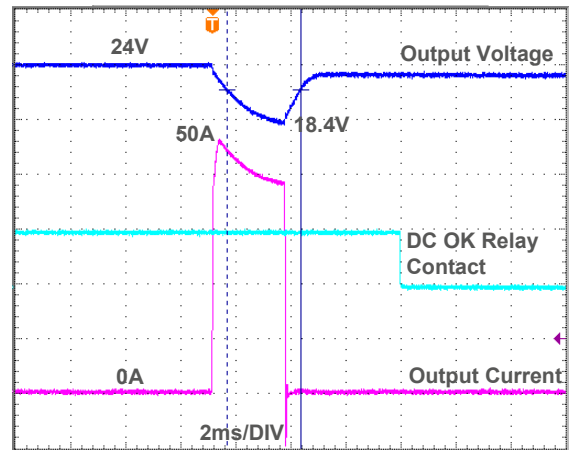 T
24V
Output Voltage
18.4V
50A
DC OK Relay
Contact
0A
Output Current
2ms/DIV